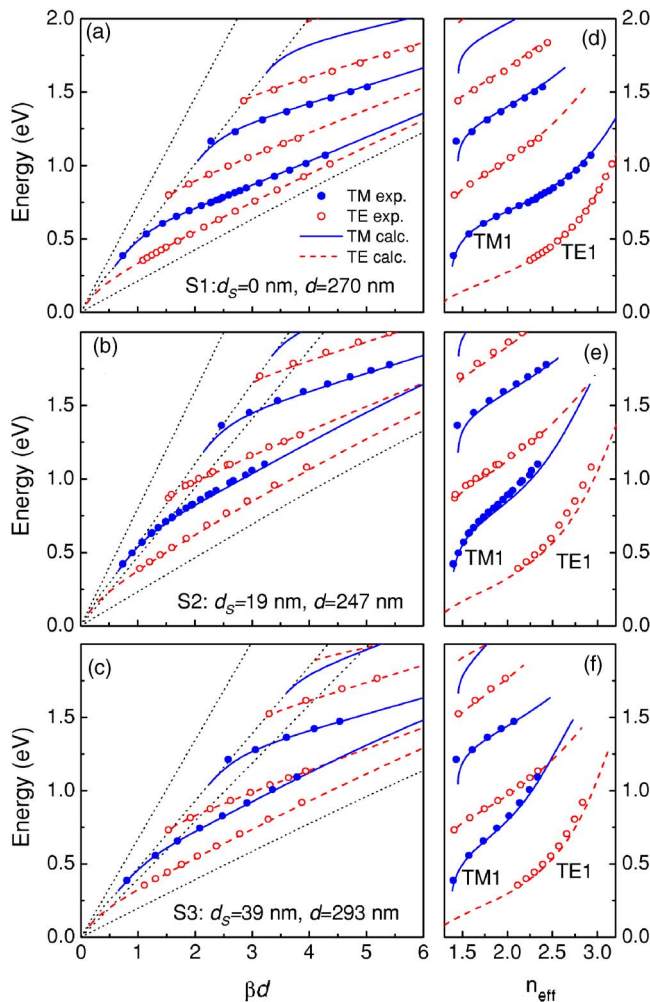 (a)
(d)
2.0
1.5
1.0
0.5
0.0
Energy (eV)
TM exp.
TE exp.
TM calc.
TE calc.
S1:dₛ=0 nm, d=270 nm
TM1
TE1
2.0
1.5
1.0
0.5
0.0
(b)
(e)
1.5
1.0
0.5
0.0
Energy (eV)
S2: dₛ=19 nm, d=247 nm
TM1
TE1
1.5
1.0
0.5
0.0
(c)
(f)
1.5
1.0
0.5
0.0
Energy (eV)
S3: dₛ=39 nm, d=293 nm
TM1
TE1
1.5
1.0
0.5
0.0
0 1 2 3 4 5 6
1.5 2.0 2.5 3.0
βd
n_eff